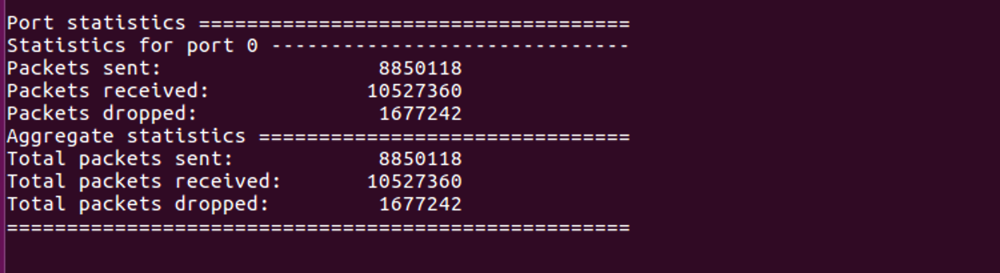 Port statistics ====================================
Statistics for port 0 ------------------------------
Packets sent:                  8850118
Packets received:             10527360
Packets dropped:               1677242
Aggregate statistics ===============================
Total packets sent:            8850118
Total packets received:       10527360
Total packets dropped:         1677242
====================================================